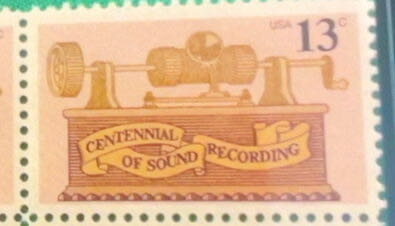 USA 13c
CENTENNIAL
OF SOUND RECORDING